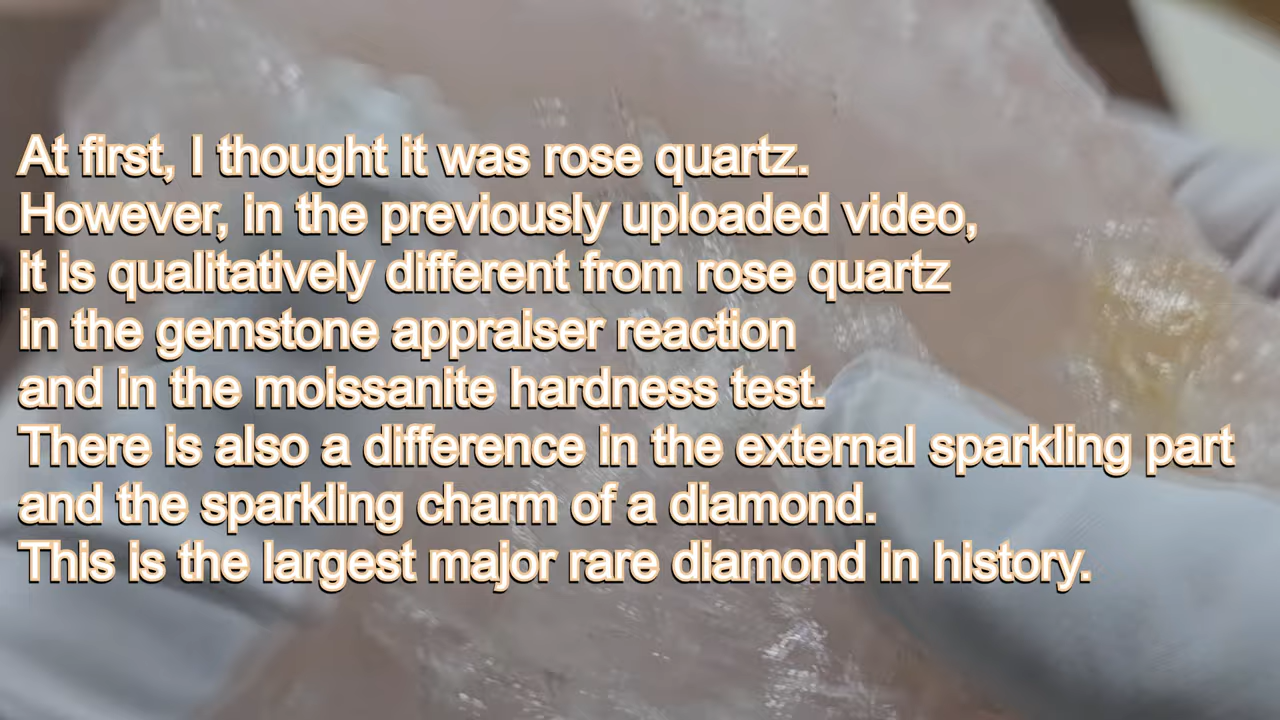 At first, I thought it was rose quartz.
However, in the previously uploaded video,
it is qualitatively different from rose quartz
in the gemstone appraiser reaction
and in the moissanite hardness test.
There is also a difference in the external sparkling part
and the sparkling charm of a diamond.
This is the largest major rare diamond in history.